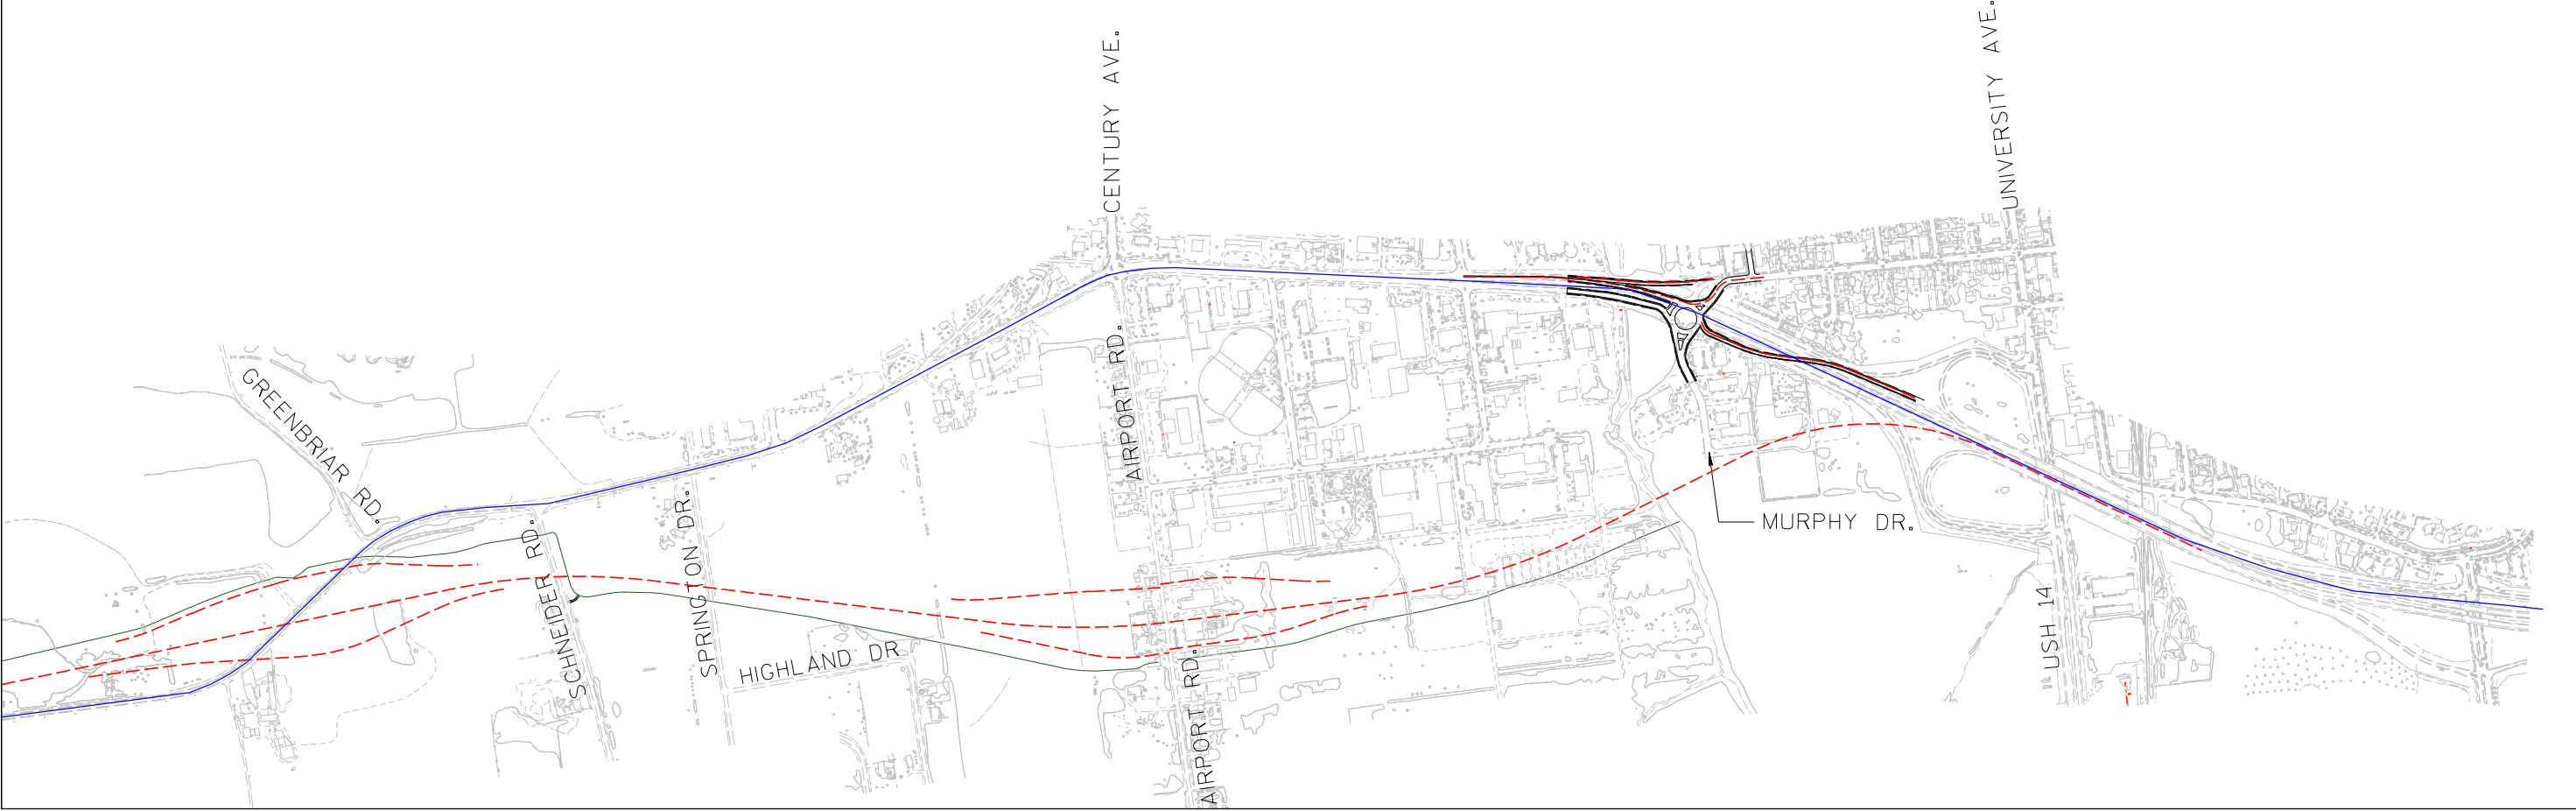 GREENBRIAR RD.
SCHNEIDER RD.
SPRINGTON DR.
HIGHLAND DR
CENTURY AVE.
AIRPORT RD.
AIRPORT RD.
MURPHY DR.
UNIVERSITY AVE.
USH 14